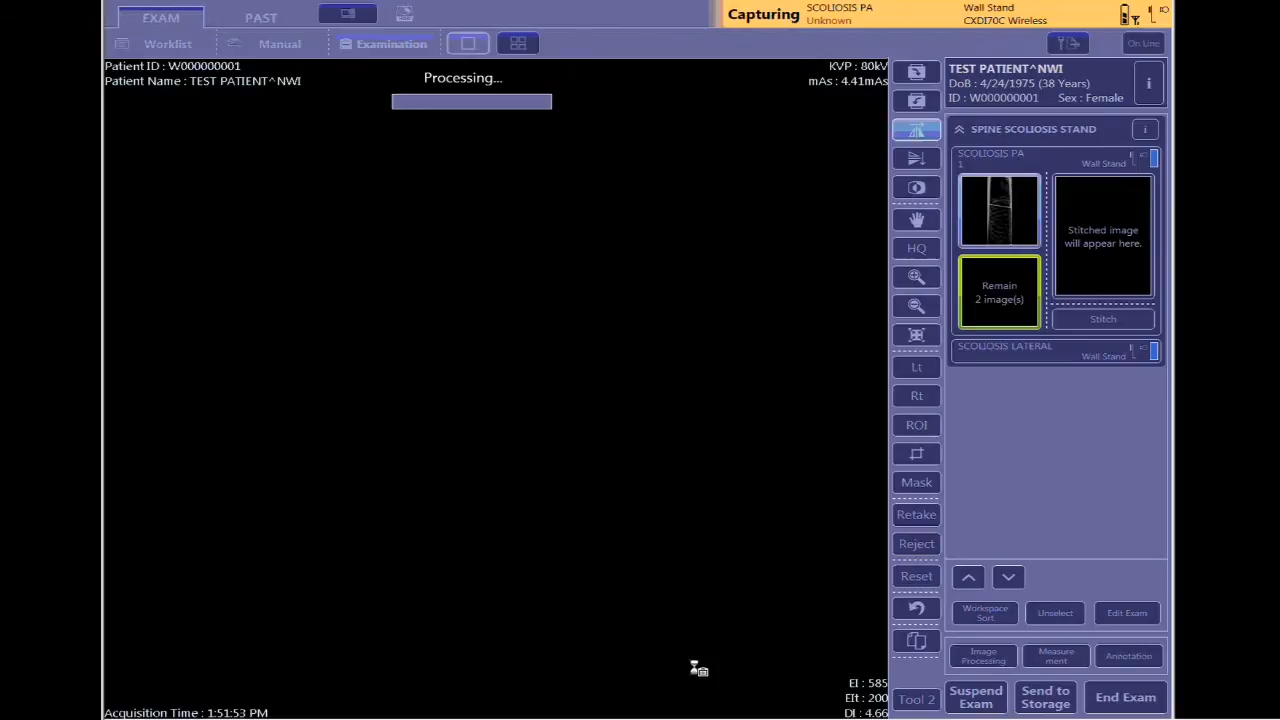 EXAM
PAST
Capturing
SCOLIOSIS PA
Unknown
Wall Stand
CXDI70C Wireless
Worklist
Manual
Examination
On Line
Patient ID : W000000001
Patient Name : TEST PATIENT^NWI
Processing...
KVP : 80kV
mAs : 4.41mAs
TEST PATIENT^NWI
DoB : 4/24/1975 (38 Years)
ID : W000000001 Sex : Female
i
SPINE SCOLIOSIS STAND
i
SCOLIOSIS PA
1
Wall Stand
Stitched image
will appear here.
Remain
2 image(s)
Stitch
SCOLIOSIS LATERAL
Wall Stand
HQ
Lt
Rt
ROI
Mask
Retake
Reject
Reset
Workspace
Sort
Unselect
Edit Exam
Image
Processing
Measure
ment
Annotation
Tool 2
Suspend
Exam
Send to
Storage
End Exam
EI : 585
EIt : 200
DI : 4.66
Acquisition Time : 1:51:53 PM